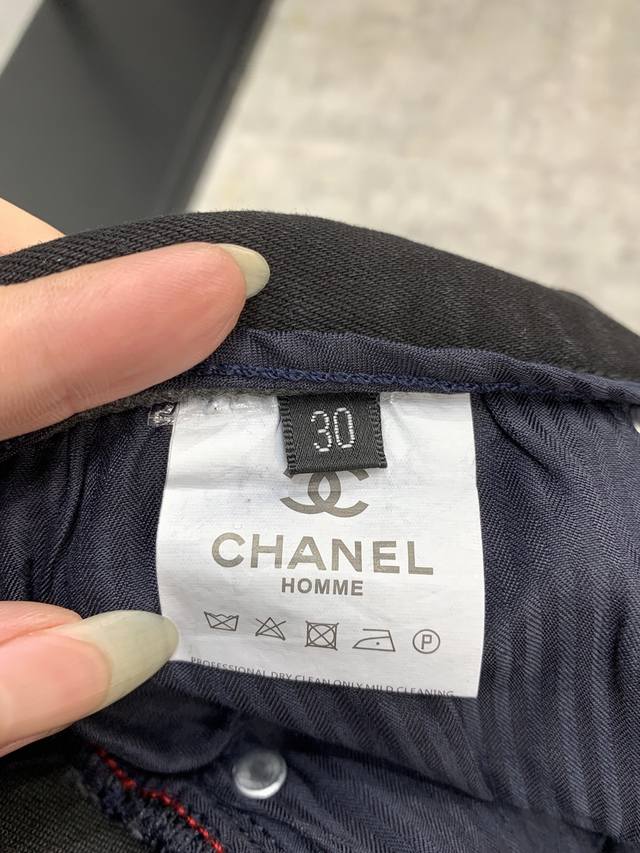 30
CHANEL
HOMME
P
PROFESSIONAL DRY CLEAN ONLY MILD CLEANING